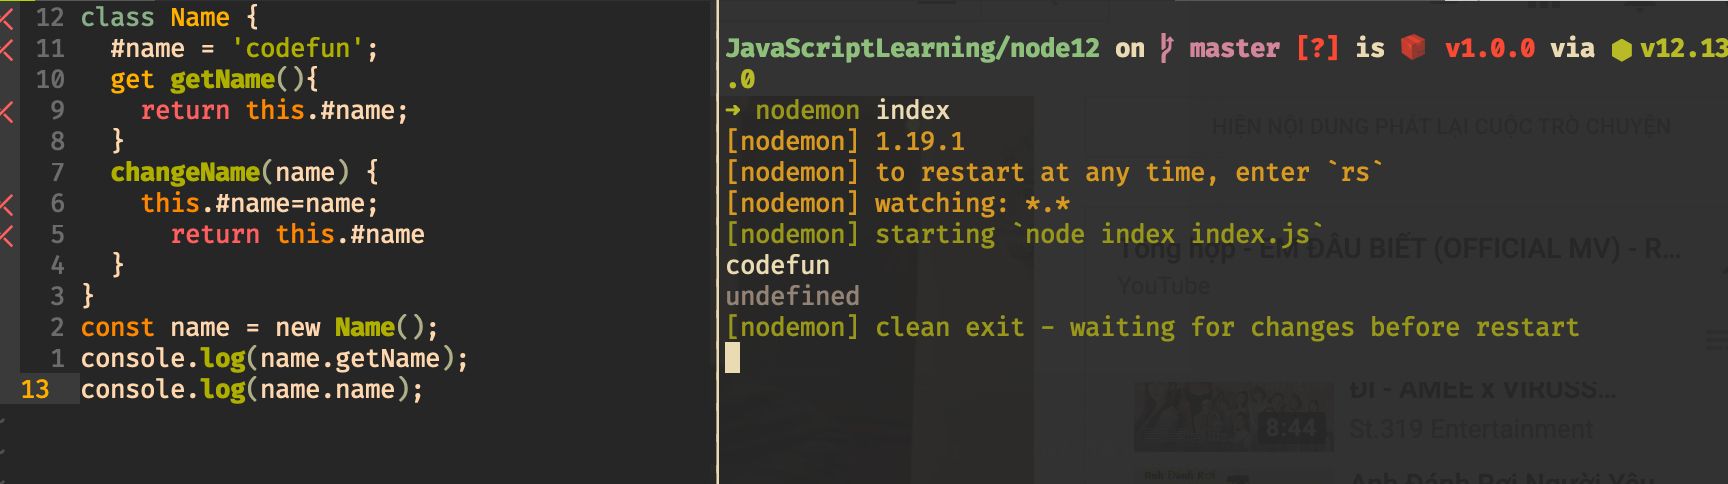 12 class Name {
11 #name = 'codefun';
10 get getName(){
9 return this.#name;
8 }
7 changeName(name) {
6 this.#name=name;
5 return this.#name
4 }
3 }
2 const name = new Name();
1 console.log(name.getName);
13 console.log(name.name);
JavaScriptLearning/node12 on master [?] is v1.0.0 via v12.13
.0
→ nodemon index
[nodemon] 1.19.1
[nodemon] to restart at any time, enter `rs`
[nodemon] watching: *.*
[nodemon] starting `node index index.js`
codefun
undefined
[nodemon] clean exit - waiting for changes before restart
HIỆN NỘI DUNG PHÁT LẠI CUỘC TRÒ CHUYỆN
Tổng hợp - EM ĐÂU BIẾT (OFFICIAL MV) - R...
YouTube
8:44
ĐI - AMEE x VIRUSS...
St.319 Entertainment
Anh Đánh Rơi Người Yêu